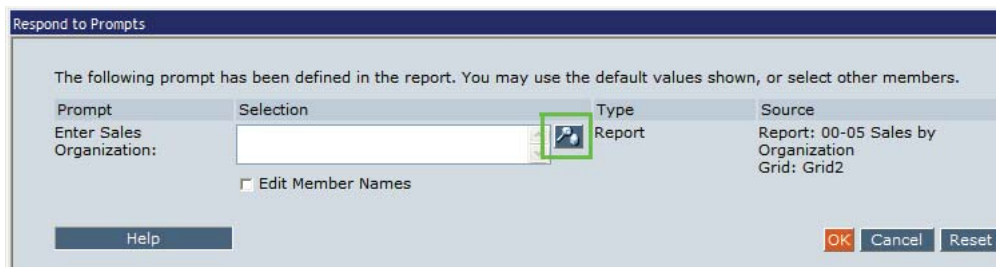 Respond to Prompts
The following prompt has been defined in the report. You may use the default values shown, or select other members.
Prompt Selection Type Source
Enter Sales Organization: Report Report: 00-05 Sales by
Organization
Grid: Grid2
Edit Member Names
Help OK Cancel Reset